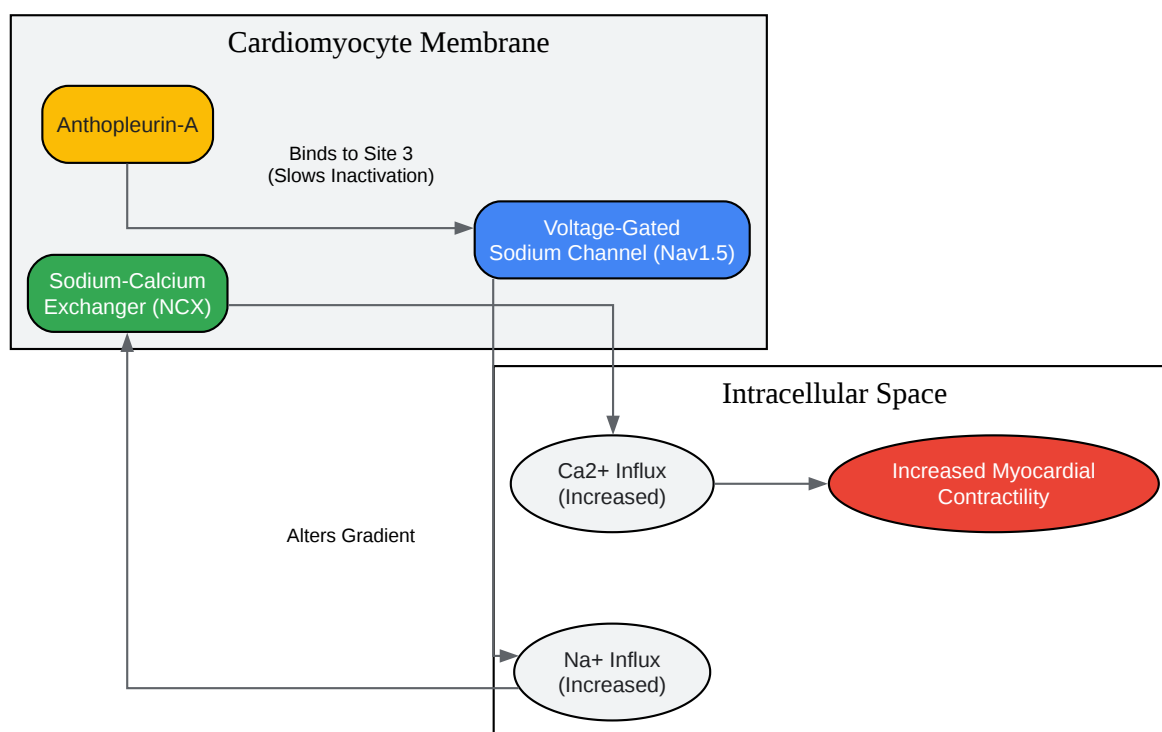 Cardiomyocyte Membrane
Anthopleurin-A
Binds to Site 3
(Slows Inactivation)
Voltage-Gated
Sodium Channel (Nav1.5)
Sodium-Calcium
Exchanger (NCX)
Intracellular Space
Ca2+ Influx
(Increased)
Increased Myocardial
Contractility
Alters Gradient
Na+ Influx
(Increased)